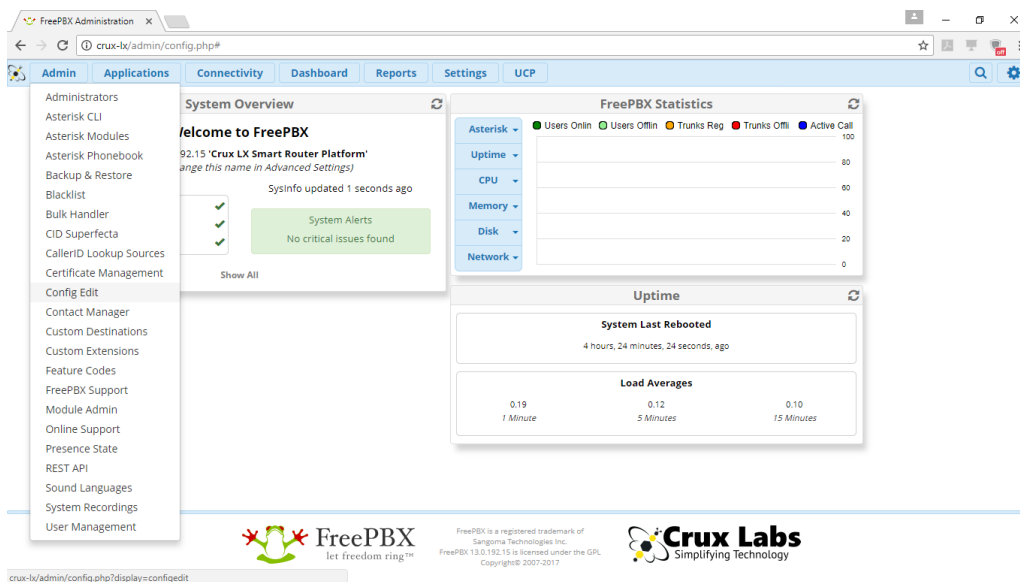 FreePBX Administration
crux-lx/admin/config.php#
off
Admin Applications Connectivity Dashboard Reports Settings UCP
Administrators
Asterisk CLI
Asterisk Modules
Asterisk Phonebook
Backup & Restore
Blacklist
Bulk Handler
CID Superfecta
CallerID Lookup Sources
Certificate Management
Config Edit
Contact Manager
Custom Destinations
Custom Extensions
Feature Codes
FreePBX Support
Module Admin
Online Support
Presence State
REST API
Sound Languages
System Recordings
User Management
System Overview
elcome to FreePBX
92.15 'Crux LX Smart Router Platform'
ange this name in Advanced Settings)
SysInfo updated 1 seconds ago
System Alerts
No critical issues found
Show All
FreePBX Statistics
Asterisk
Uptime
CPU
Memory
Disk
Network
Users Onlin Users Offlin Trunks Reg Trunks Offli Active Call
100
80
60
40
20
0
Uptime
System Last Rebooted
4 hours, 24 minutes, 24 seconds, ago
Load Averages
0.19 0.12 0.10
1 Minute 5 Minutes 15 Minutes
FreePBX
let freedom ring™
FreePBX is a registered trademark of
Sangoma Technologies Inc.
FreePBX 13.0.192.15 is licensed under the GPL
Copyright© 2007-2017
Crux Labs
Simplifying Technology
crux-lx/admin/config.php?display=configedit